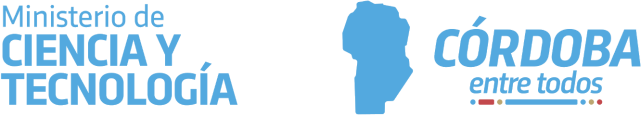 Ministerio de
CIENCIA Y
TECNOLOGÍA
CÓRDOBA
entre todos